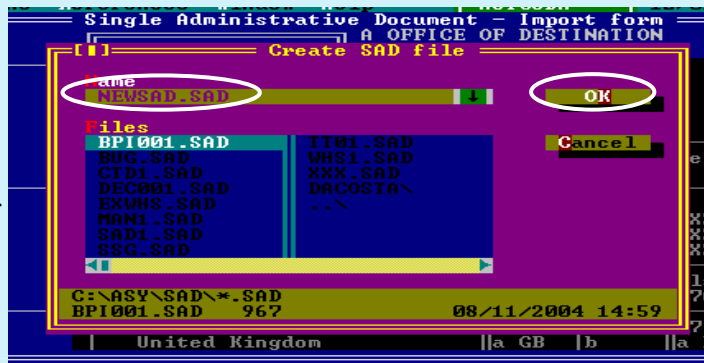 Single Administrative Document - Import form
A OFFICE OF DESTINATION
Create SAD file
Name
NEWSAD.SAD
OK
Files
BPI001.SAD IT01.SAD
Cancel
BUG.SAD WHS1.SAD
CTD1.SAD XXX.SAD
DEC001.SAD DACOSTA\
EXWHS.SAD ..\
MAN1.SAD
SAD1.SAD
SSG.SAD
C:\ASY\SAD\*.SAD
BPI001.SAD 967 08/11/2004 14:59
United Kingdom a GB b a